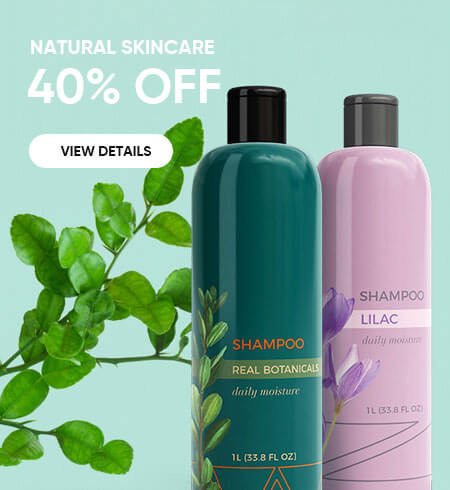 NATURAL SKINCARE
40% OFF
VIEW DETAILS
SHAMPOO
REAL BOTANICALS
daily moisture
1L (33.8 FL OZ)
SHAMPOO
LILAC
daily moisture
1L (33.8 FL OZ)